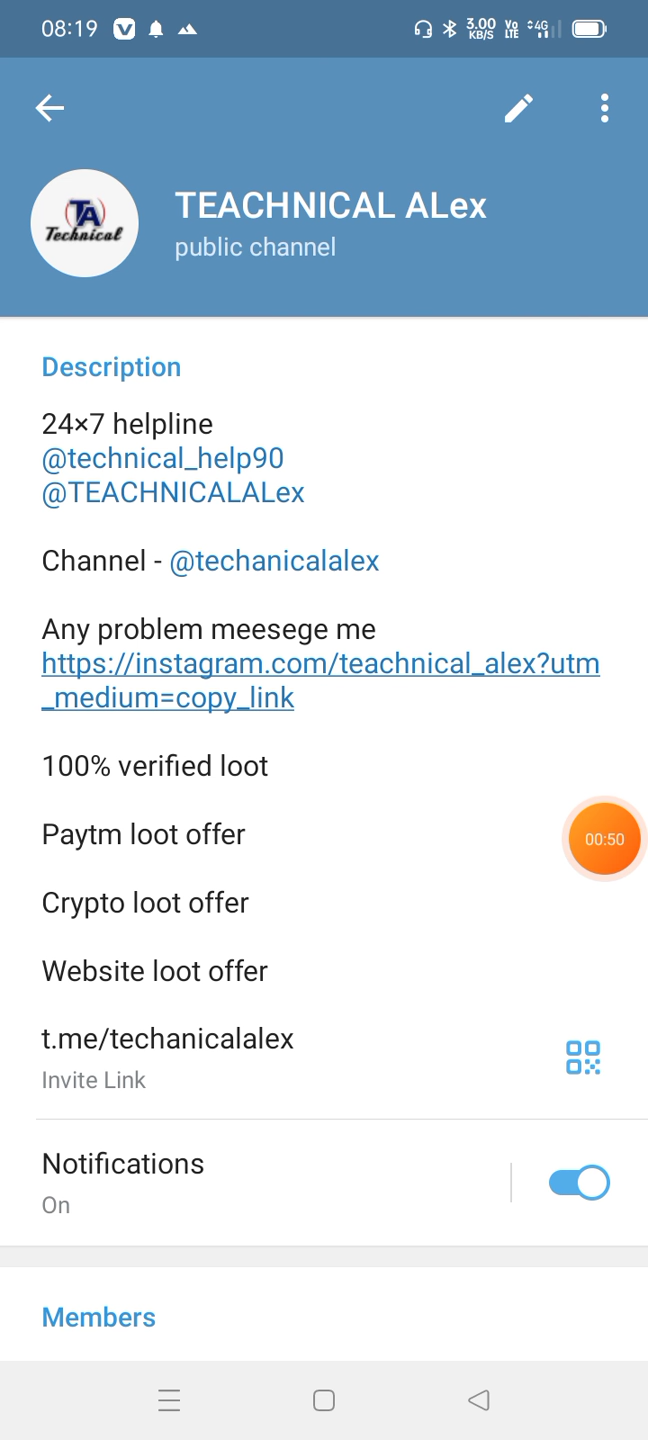 08:19
3.00 KB/S
Vo LTE
4G
TA
Technical
TEACHNICAL ALex
public channel
Description
24×7 helpline
@technical_help90
@TEACHNICALALex
Channel - @techanicalalex
Any problem meesege me
https://instagram.com/teachnical_alex?utm
_medium=copy_link
100% verified loot
Paytm loot offer
00:50
Crypto loot offer
Website loot offer
t.me/techanicalalex
Invite Link
Notifications
On
Members